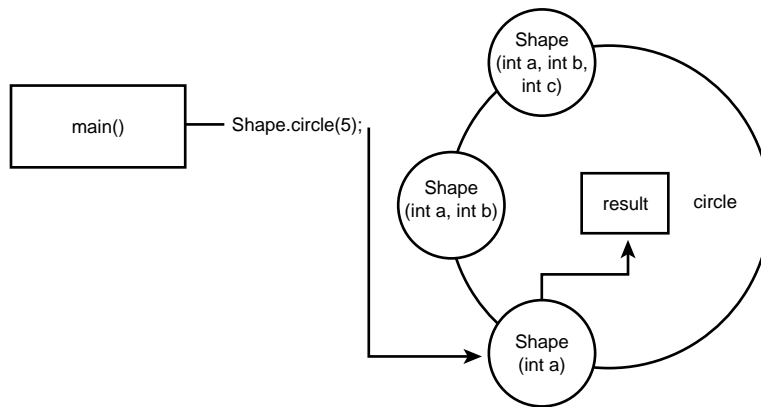 Shape
(int a, int b,
int c)
main()
Shape.circle(5);
Shape
(int a, int b)
result
circle
Shape
(int a)